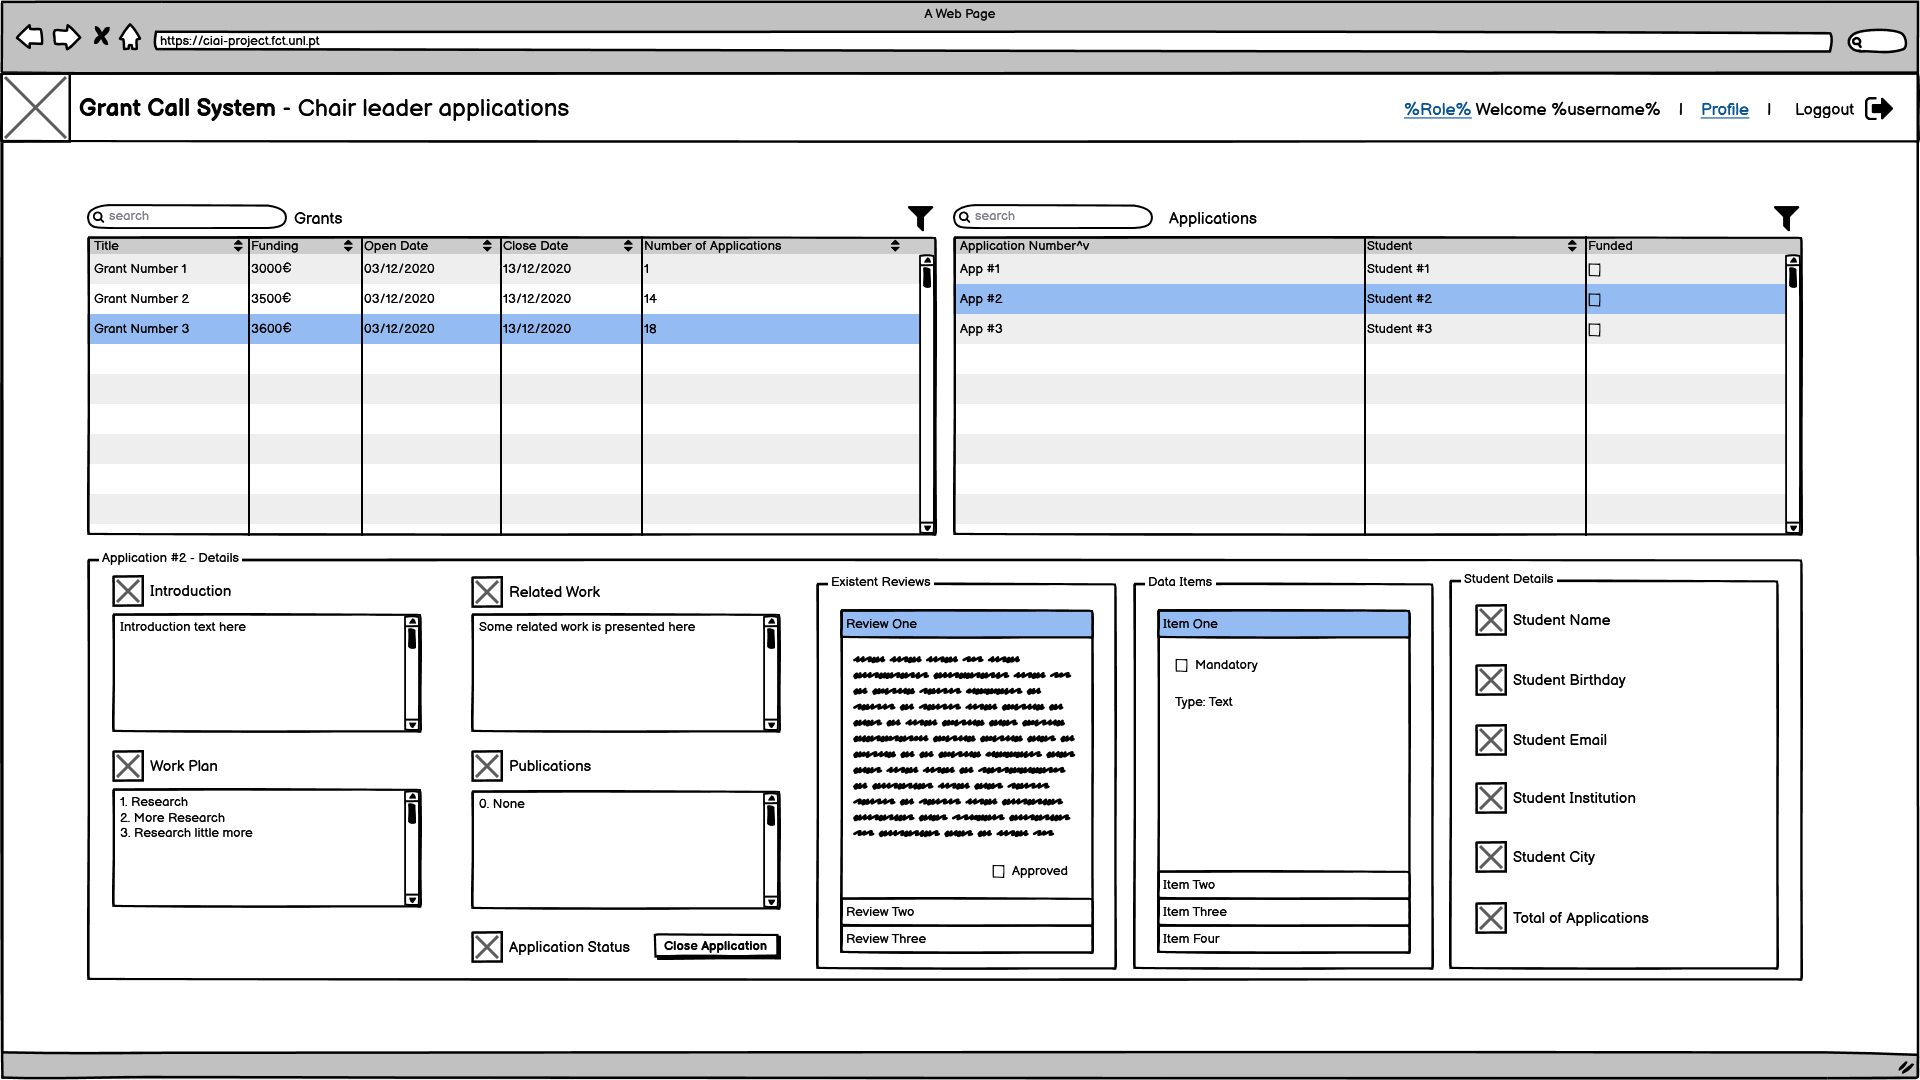 A Web Page
https://ciai-project.fct.unl.pt
Grant Call System - Chair leader applications
%Role% Welcome %username% | Profile | Loggout
search Grants
Title Funding Open Date Close Date Number of Applications
Grant Number 1 3000€ 03/12/2020 13/12/2020 1
Grant Number 2 3500€ 03/12/2020 13/12/2020 14
Grant Number 3 3600€ 03/12/2020 13/12/2020 18
search Applications
Application Number^v Student Funded
App #1 Student #1
App #2 Student #2
App #3 Student #3
Application #2 - Details
Introduction
Introduction text here
Related Work
Some related work is presented here
Work Plan
1. Research
2. More Research
3. Research little more
Publications
0. None
Application Status Close Application
Existent Reviews
Review One
Approved
Review Two
Review Three
Data Items
Item One
Mandatory
Type: Text
Item Two
Item Three
Item Four
Student Details
Student Name
Student Birthday
Student Email
Student Institution
Student City
Total of Applications